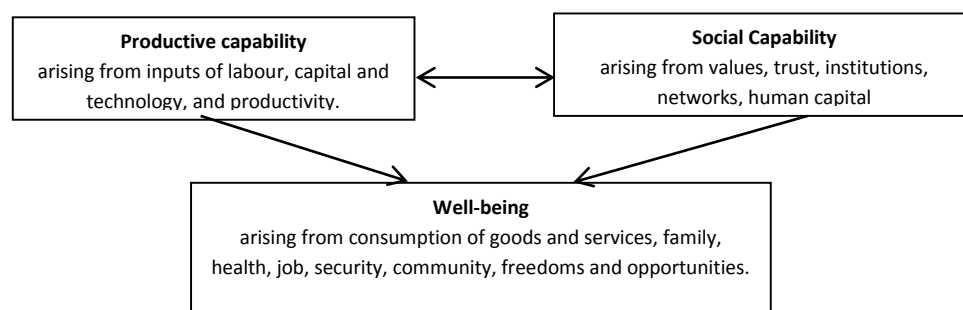 Productive capability
arising from inputs of labour, capital and
technology, and productivity.
Social Capability
arising from values, trust, institutions,
networks, human capital
Well-being
arising from consumption of goods and services, family,
health, job, security, community, freedoms and opportunities.